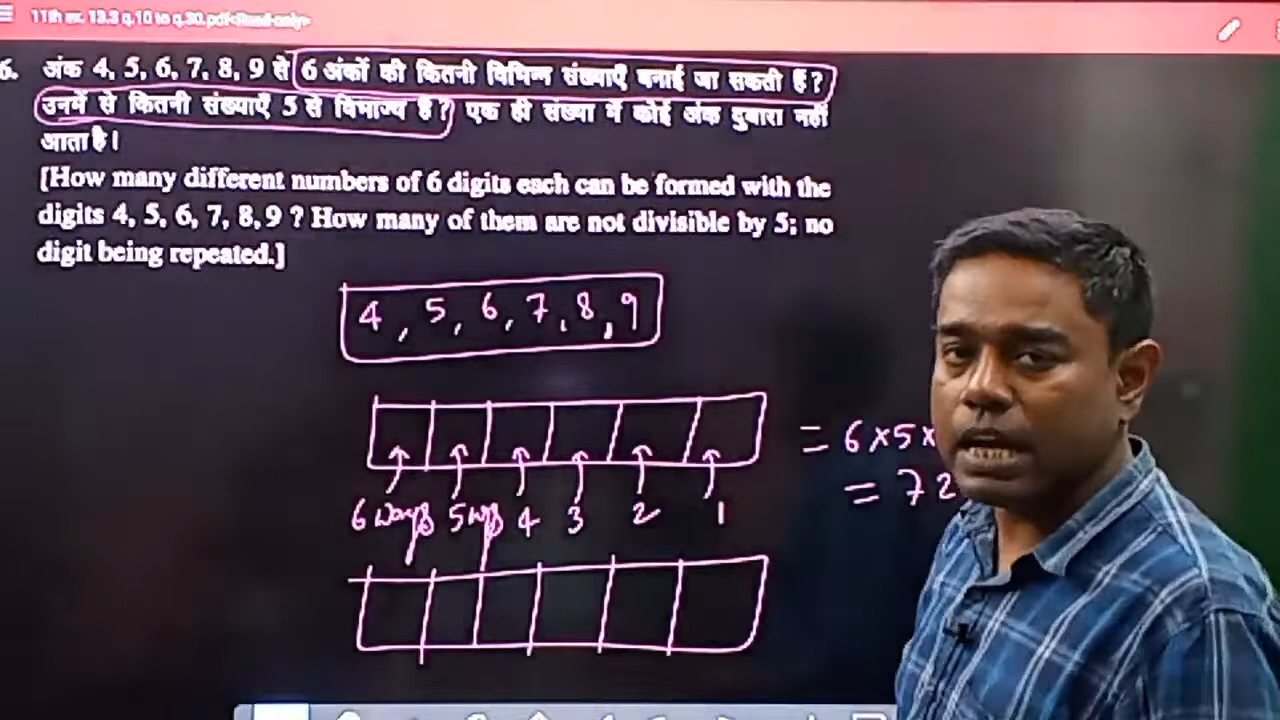 11th ex. 13.3 q.10 to q.30.pdf<Read-only>
6. अंक 4, 5, 6, 7, 8, 9 से 6 अंकों की कितनी विभिन्न संख्याएँ बनाई जा सकती हैं?
उनमें से कितनी संख्याएँ 5 से विभाज्य हैं? एक ही संख्या में कोई अंक दुबारा नहीं
आता है।
[How many different numbers of 6 digits each can be formed with the
digits 4, 5, 6, 7, 8, 9 ? How many of them are not divisible by 5; no
digit being repeated.]
4, 5, 6, 7, 8, 9
= 6×5×
= 72
6 ways 5 ways 4 3 2 1